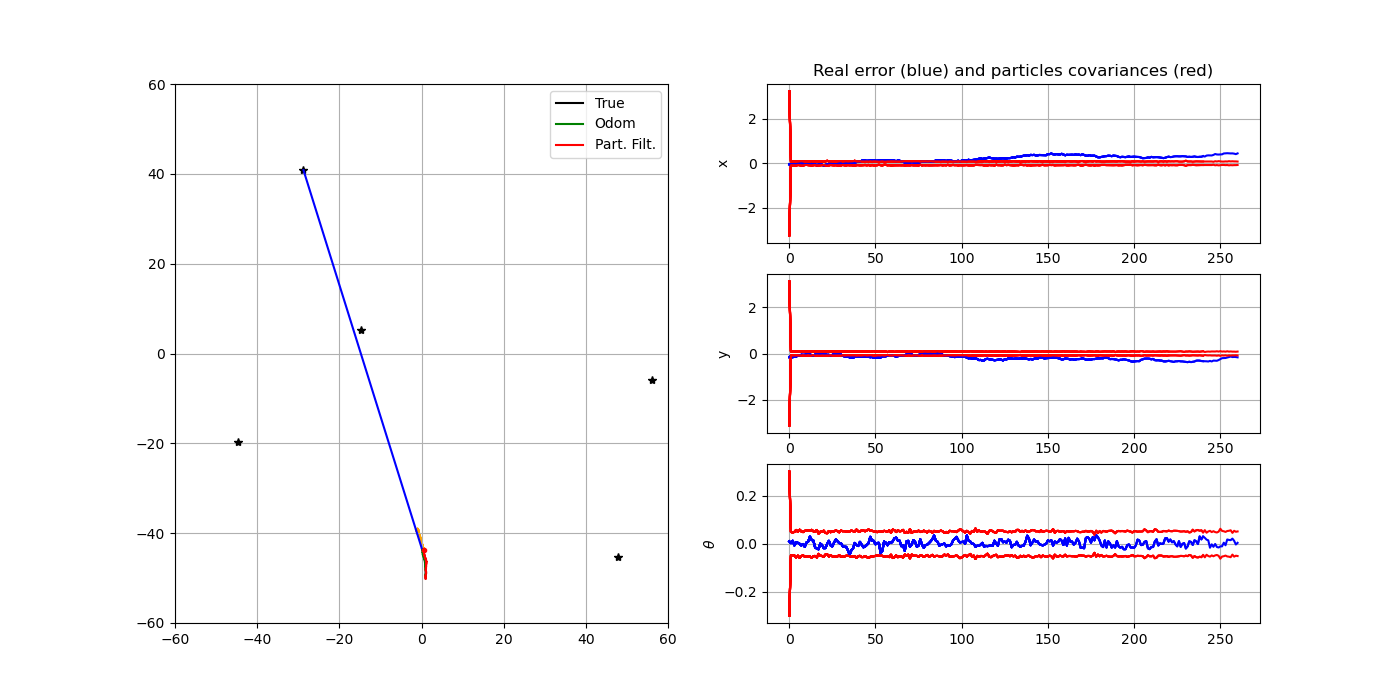 60
40
20
0
−20
−40
−60
−60 −40 −20 0 20 40 60
True
Odom
Part. Filt.
Real error (blue) and particles covariances (red)
x
2
0
−2
0 50 100 150 200 250
y
2
0
−2
0 50 100 150 200 250
θ
0.2
0.0
−0.2
0 50 100 150 200 250